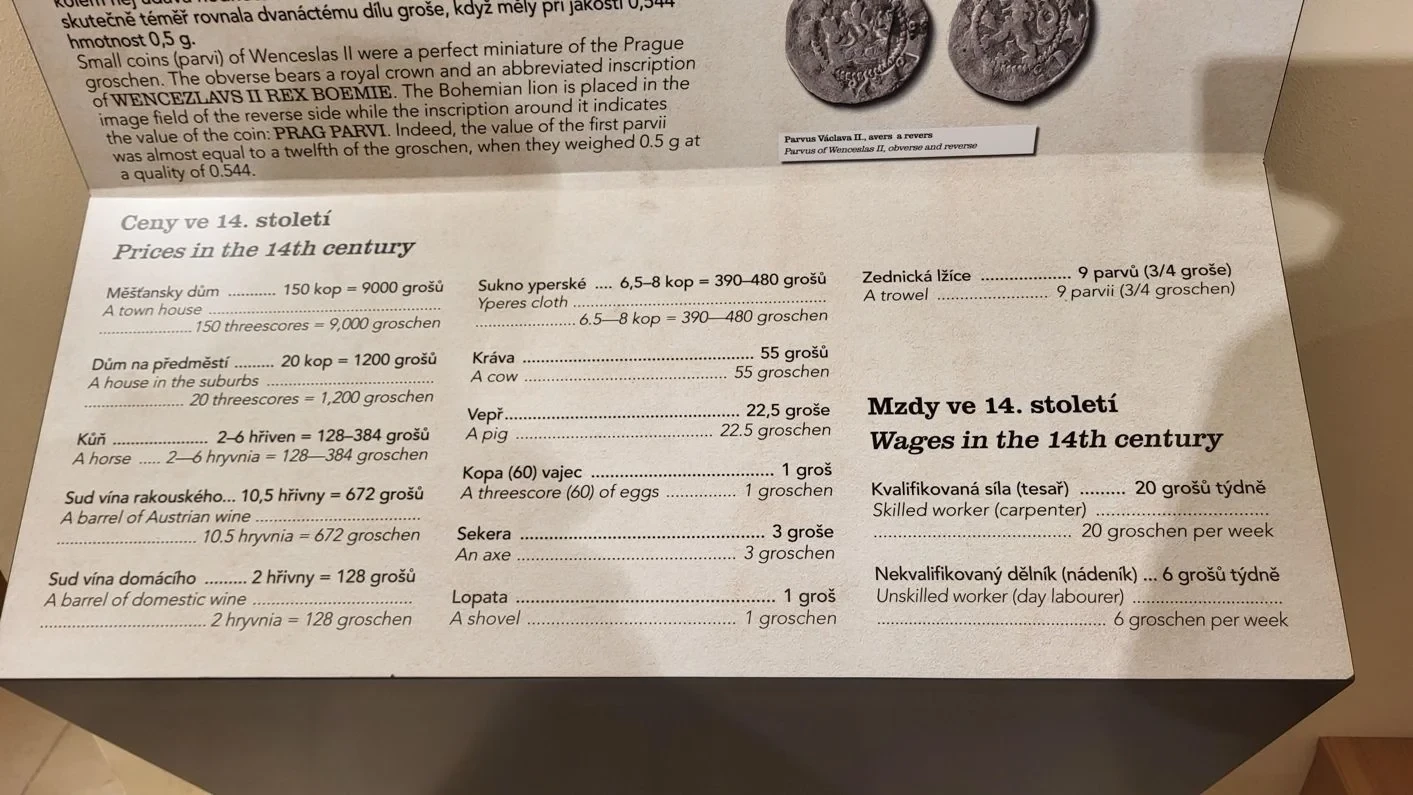 kolem nej udává
skutečně téměř rovnala dvanáctému dílu groše, když měly při jakosti 0,544
hmotnost 0,5 g.
Small coins (parvi) of Wenceslas II were a perfect miniature of the Prague
groschen. The obverse bears a royal crown and an abbreviated inscription
of WENCEZLAVS II REX BOEMIE. The Bohemian lion is placed in the
image field of the reverse side while the inscription around it indicates
the value of the coin: PRAG PARVI. Indeed, the value of the first parvii
was almost equal to a twelfth of the groschen, when they weighed 0.5 g at
a quality of 0.544.
Parvus Václava II., avers a revers
Parvus of Wenceslas II, obverse and reverse
Ceny ve 14. století
Prices in the 14th century
Měšťansky dům ........... 150 kop = 9000 grošů
A town house ..............................................
......................150 threescores = 9,000 groschen
Dům na předměstí ......... 20 kop = 1200 grošů
A house in the suburbs ..................................
........................ 20 threescores = 1,200 groschen
Kůň ...................... 2–6 hřiven = 128–384 grošů
A horse ..... 2—6 hryvnia = 128—384 groschen
Sud vína rakouského... 10,5 hřivny = 672 grošů
A barrel of Austrian wine .................................
................................. 10.5 hryvnia = 672 groschen
Sud vína domácího ......... 2 hřivny = 128 grošů
A barrel of domestic wine ................................
.................................... 2 hryvnia = 128 groschen
Sukno yperské .... 6,5–8 kop = 390–480 grošů
Yperes cloth ....................................................
.....................6.5—8 kop = 390—480 groschen
Kráva ................................................ 55 grošů
A cow .......................................... 55 groschen
Vepř................................................. 22,5 groše
A pig ......................................... 22.5 groschen
Kopa (60) vajec ...................................... 1 groš
A threescore (60) of eggs .............. 1 groschen
Sekera .................................................. 3 groše
An axe ........................................... 3 groschen
Lopata .................................................... 1 groš
A shovel .......................................... 1 groschen
Zednická lžíce .................... 9 parvů (3/4 groše)
A trowel ........................ 9 parvii (3/4 groschen)
Mzdy ve 14. století
Wages in the 14th century
Kvalifikovaná síla (tesař) ......... 20 grošů týdně
Skilled worker (carpenter) ..................................
........................................ 20 groschen per week
Nekvalifikovaný dělník (nádeník) ... 6 grošů týdně
Unskilled worker (day labourer) .............................
.............................................. 6 groschen per week